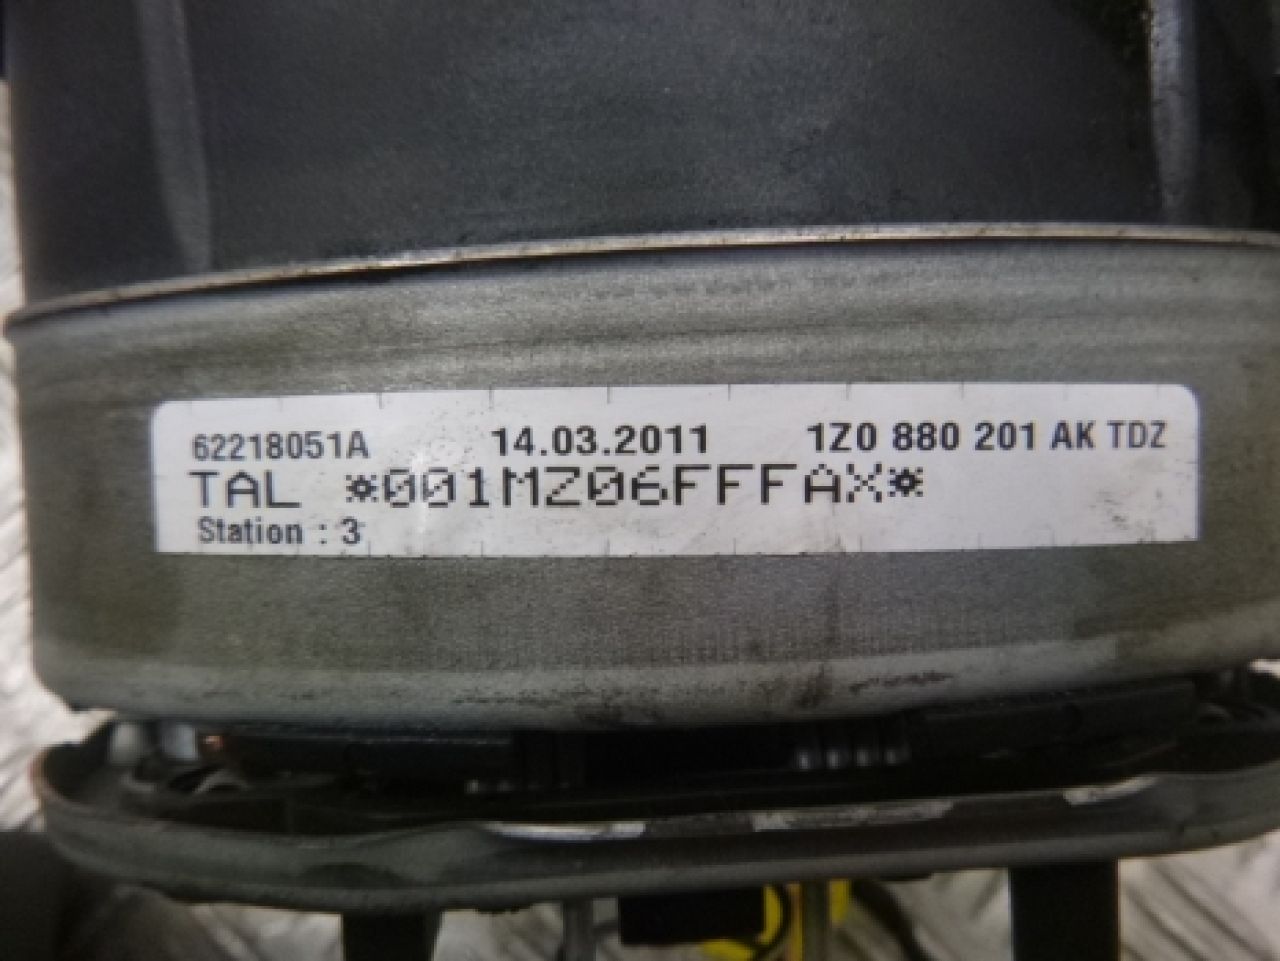 62218051A 14.03.2011 1Z0 880 201 AK TDZ
TAL *001MZ06FFFAX*
Station : 3